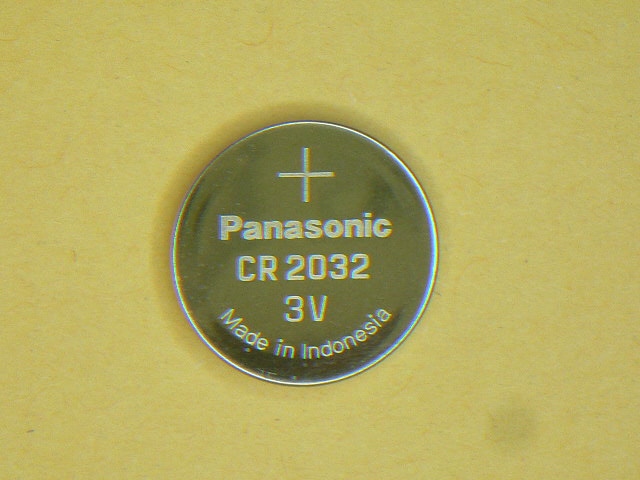 +
Panasonic
CR 2032
3V
Made in Indonesia